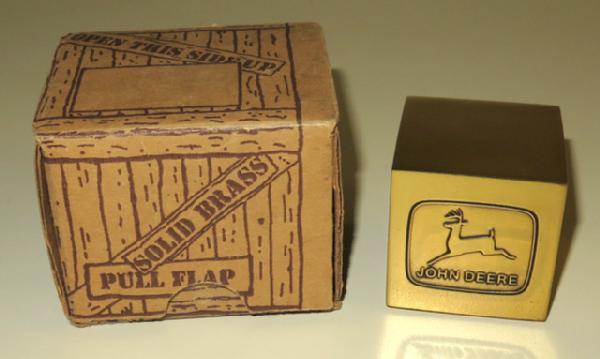 OPEN THIS SIDE UP
SOLID BRASS
PULL FLAP
JOHN DEERE